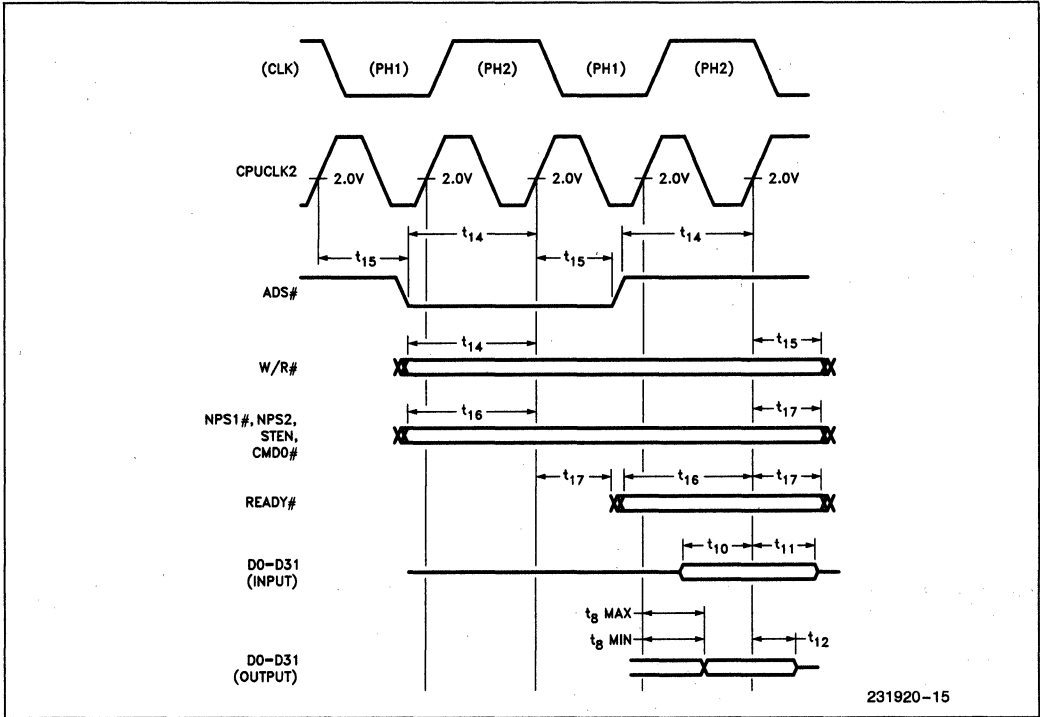 (CLK) (PH1) (PH2) (PH1) (PH2)
CPUCLK2 2.0V 2.0V 2.0V 2.0V 2.0V
t14 t14
t15 t15
ADS#
t14 t15
W/R#
t16 t17
NPS1#, NPS2,
STEN,
CMD0#
t17 t16 t17
READY#
t10 t11
D0-D31
(INPUT)
t8 MAX
t8 MIN t12
D0-D31
(OUTPUT)
231920-15